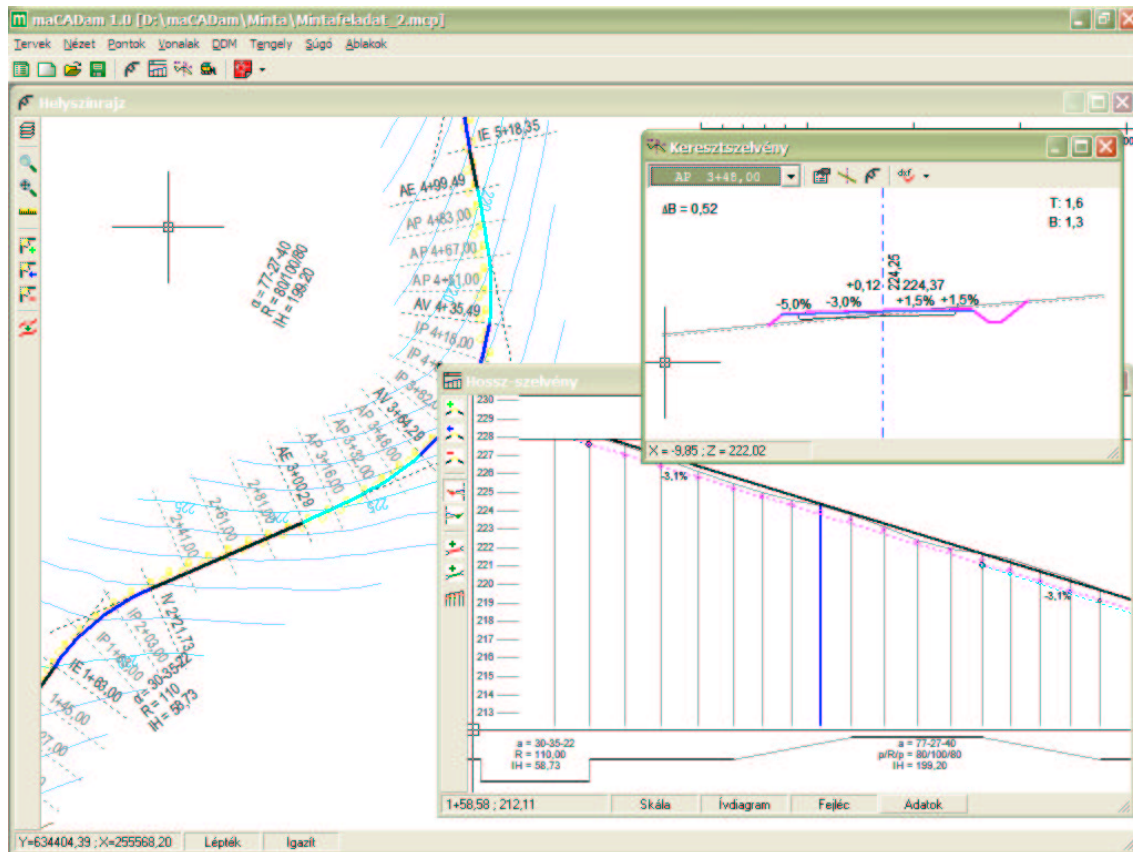 maCADam 1.0 [D:\maCADam\Minta\Mintafeladat_2.mcp]
Tervek Nézet Pontok Vonalak DDM Tengely Súgó Ablakok
Helyszínrajz
IE 5+18,35
AE 4+99,49
AP 4+83,00
AP 4+67,00
AP 4+51,00
AV 4+35,49
IP 4+18,00
AV 3+64,29
AP 3+48,00
AP 3+32,00
AP 3+16,00
AE 3+00,29
2+81,00
2+61,00
2+41,00
IV 2+21,73
IP 2+03,00
IE 1+63,00
1+45,00
27,00
α = 77-27-40
R = 80/100/80
IH = 199.20
α = 30-35-22
R = 110
IH = 58,73
225
225
Keresztszelvény
AP 3+48,00
ΔB = 0,52
T: 1,6
B: 1,3
224,25
+0,12
224,37
-5,0%
-3,0%
+1,5%
+1,5%
X = -9,85 ; Z = 222,02
Hossz-szelvény
230
229
228
227
226
225
224
223
222
221
220
219
218
217
216
215
214
213
-3.1%
-3.1%
a = 30-35-22
R = 110,00
IH = 58,73
a = 77-27-40
p/R/p = 80/100/80
IH = 199,20
1+58,58 ; 212,11
Skála
Ívdiagram
Fejléc
Adatok
Y=634404,39 ; X=255568,20
Lépték
Igazít